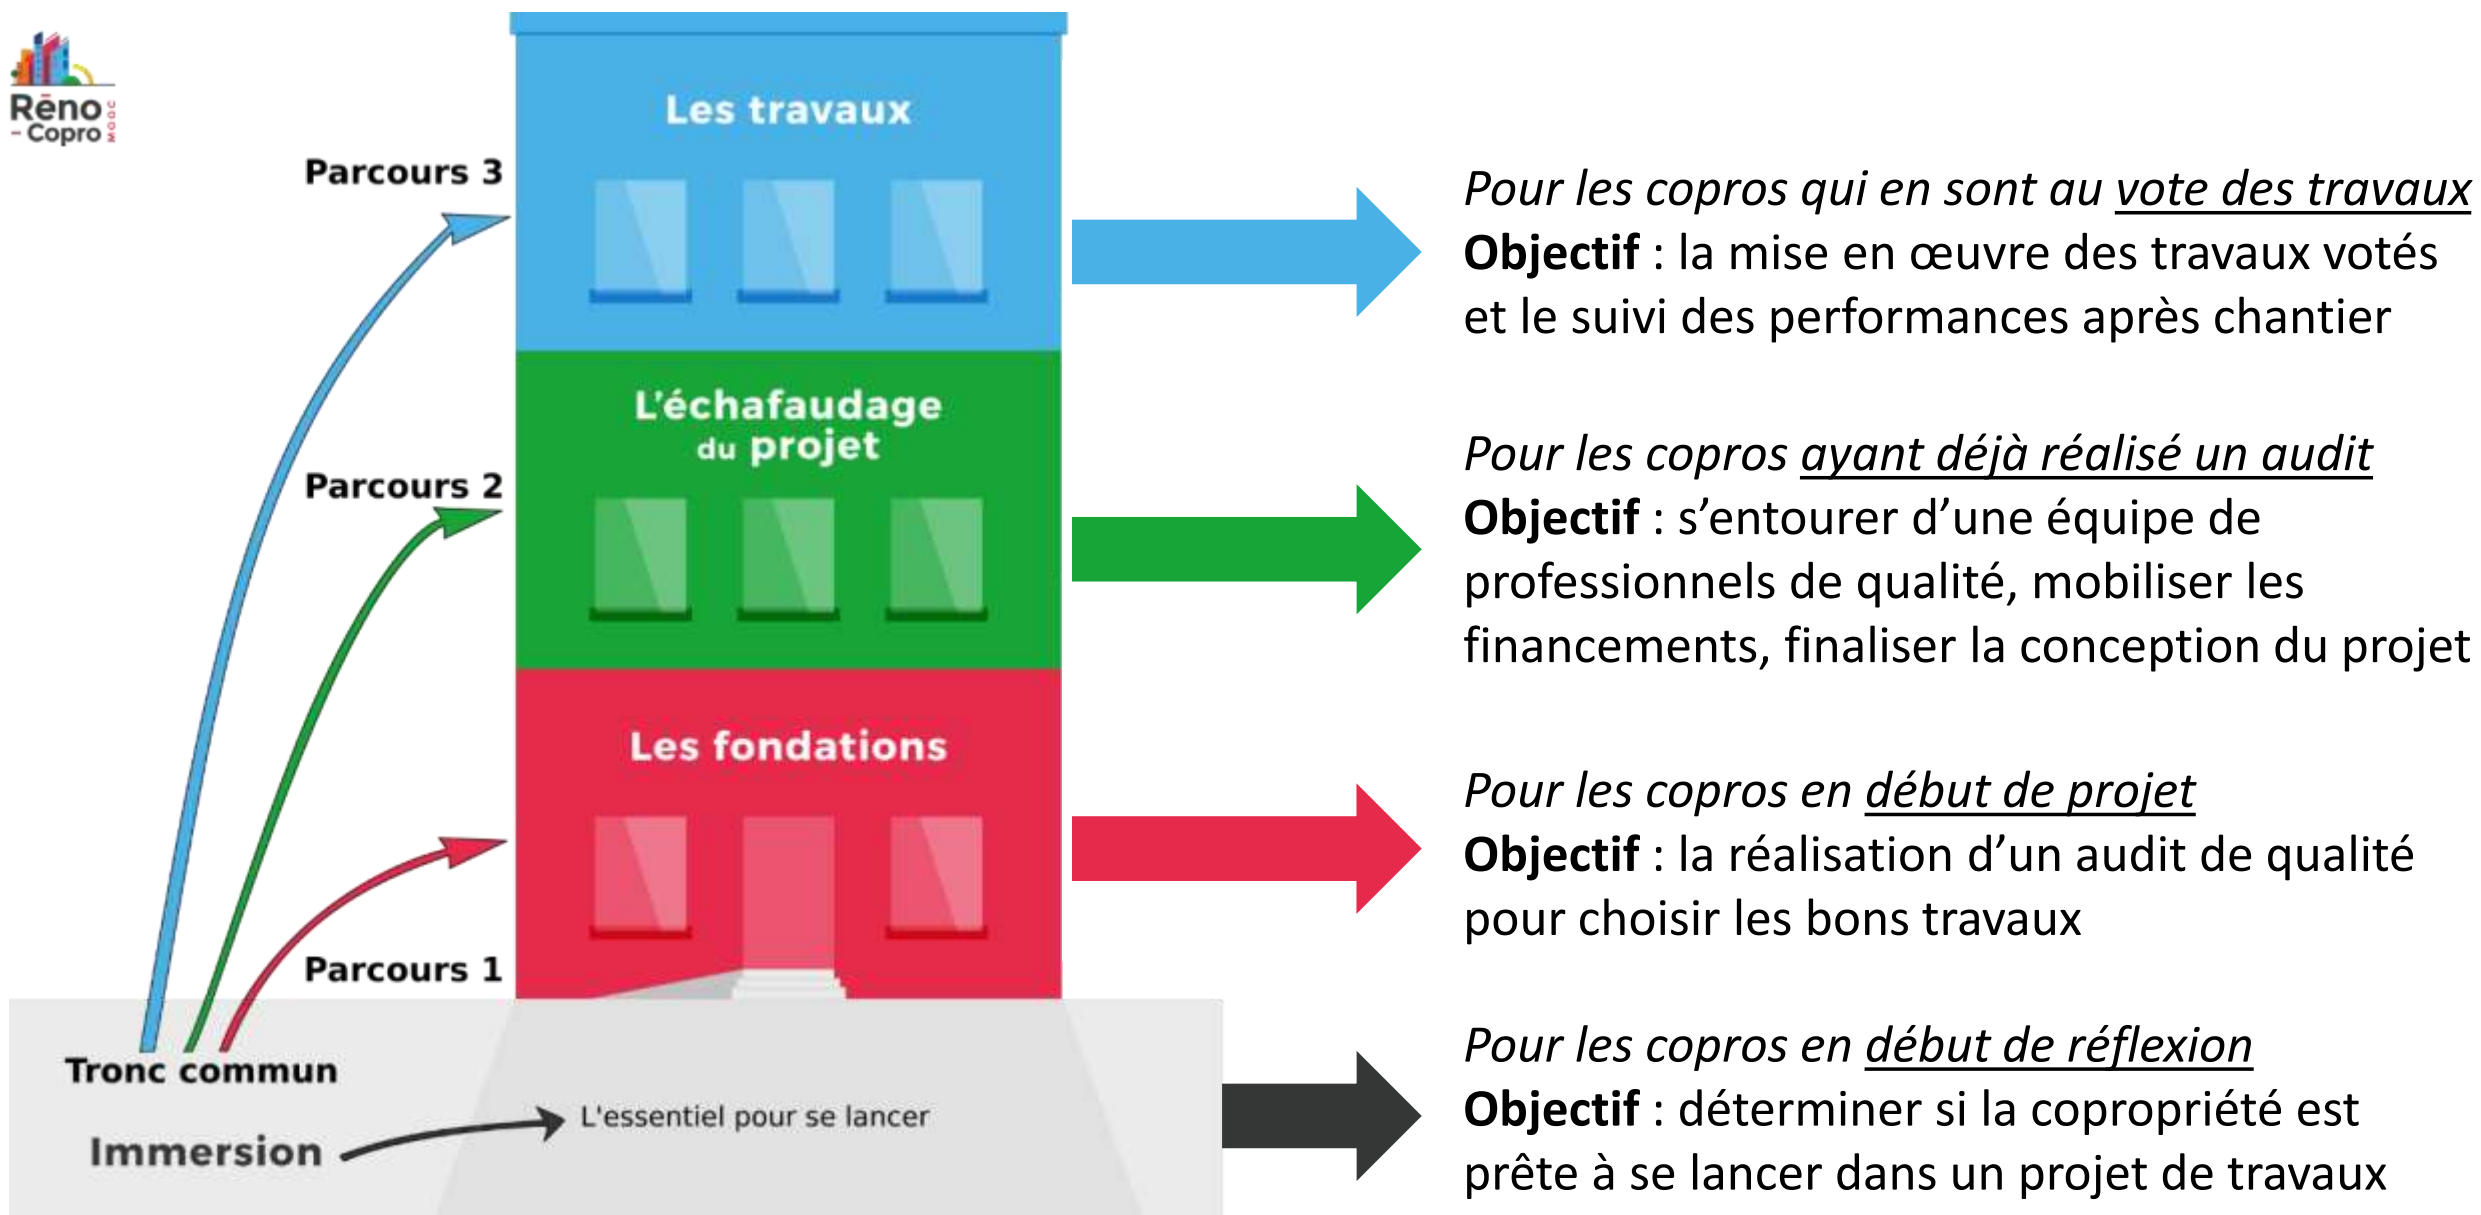 Réno
- Copro
MOOC
Les travaux
Parcours 3
Pour les copros qui en sont au vote des travaux
Objectif : la mise en œuvre des travaux votés
et le suivi des performances après chantier
L'échafaudage
du projet
Parcours 2
Pour les copros ayant déjà réalisé un audit
Objectif : s’entourer d’une équipe de
professionnels de qualité, mobiliser les
financements, finaliser la conception du projet
Les fondations
Parcours 1
Pour les copros en début de projet
Objectif : la réalisation d’un audit de qualité
pour choisir les bons travaux
Tronc commun
Immersion
L'essentiel pour se lancer
Pour les copros en début de réflexion
Objectif : déterminer si la copropriété est
prête à se lancer dans un projet de travaux